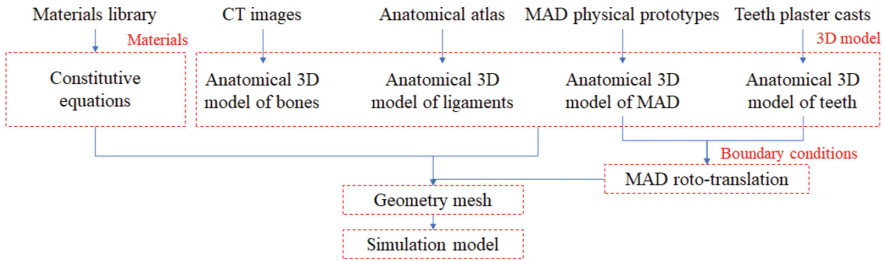 Materials library
CT images
Anatomical atlas
MAD physical prototypes
Teeth plaster casts
Materials
3D model
Constitutive
equations
Anatomical 3D
model of bones
Anatomical 3D
model of ligaments
Anatomical 3D
model of MAD
Anatomical 3D
model of teeth
Boundary conditions
MAD roto-translation
Geometry mesh
Simulation model